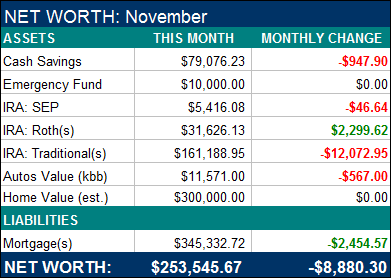 NET WORTH: November
ASSETS THIS MONTH MONTHLY CHANGE
Cash Savings $79,076.23 -$947.90
Emergency Fund $10,000.00 $0.00
IRA: SEP $5,416.08 -$46.64
IRA: Roth(s) $31,626.13 $2,299.62
IRA: Traditional(s) $161,188.95 -$12,072.95
Autos Value (kbb) $11,571.00 -$567.00
Home Value (est.) $300,000.00 $0.00
LIABILITIES
Mortgage(s) $345,332.72 -$2,454.57
NET WORTH: $253,545.67 -$8,880.30